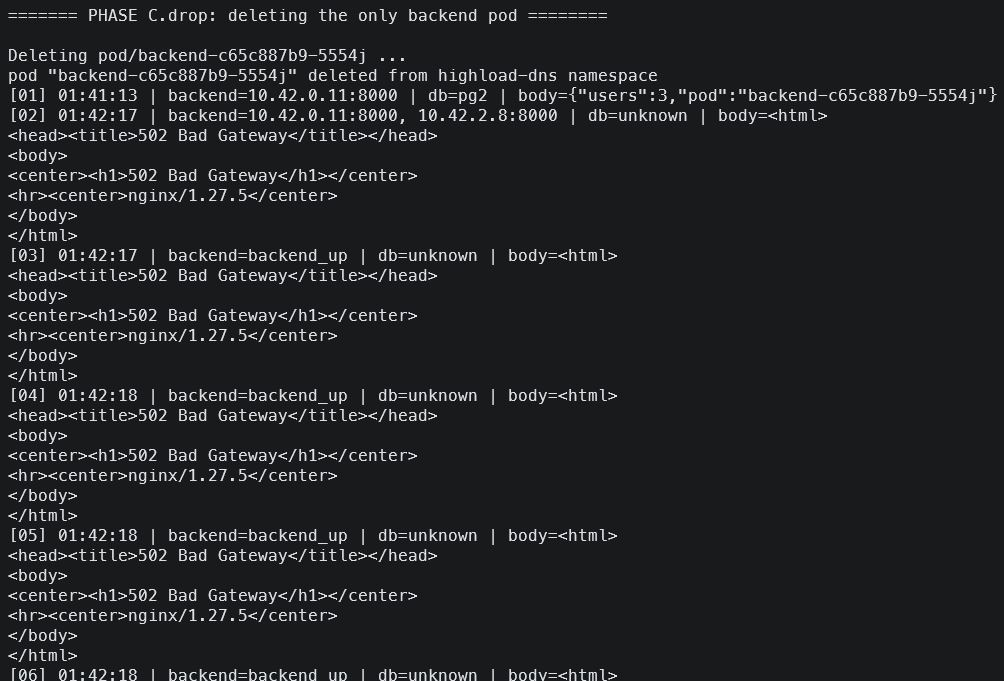 ======= PHASE C.drop: deleting the only backend pod ========
Deleting pod/backend-c65c887b9-5554j ...
pod "backend-c65c887b9-5554j" deleted from highload-dns namespace
[01] 01:41:13 | backend=10.42.0.11:8000 | db=pg2 | body={"users":3,"pod":"backend-c65c887b9-5554j"}
[02] 01:42:17 | backend=10.42.0.11:8000, 10.42.2.8:8000 | db=unknown | body=<html>
<head><title>502 Bad Gateway</title></head>
<body>
<center><h1>502 Bad Gateway</h1></center>
<hr><center>nginx/1.27.5</center>
</body>
</html>
[03] 01:42:17 | backend=backend_up | db=unknown | body=<html>
<head><title>502 Bad Gateway</title></head>
<body>
<center><h1>502 Bad Gateway</h1></center>
<hr><center>nginx/1.27.5</center>
</body>
</html>
[04] 01:42:18 | backend=backend_up | db=unknown | body=<html>
<head><title>502 Bad Gateway</title></head>
<body>
<center><h1>502 Bad Gateway</h1></center>
<hr><center>nginx/1.27.5</center>
</body>
</html>
[05] 01:42:18 | backend=backend_up | db=unknown | body=<html>
<head><title>502 Bad Gateway</title></head>
<body>
<center><h1>502 Bad Gateway</h1></center>
<hr><center>nginx/1.27.5</center>
</body>
</html>
[06] 01:42:18 | backend=backend_up | db=unknown | body=<html>